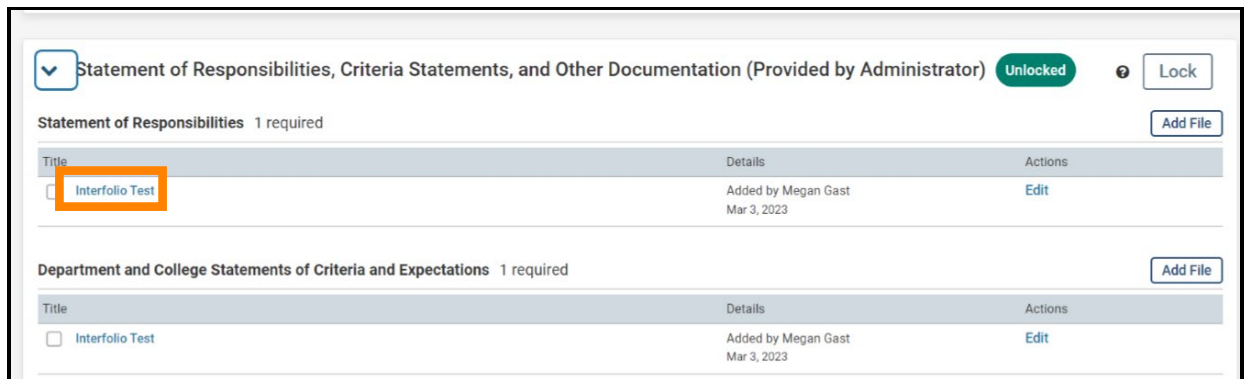 Statement of Responsibilities, Criteria Statements, and Other Documentation (Provided by Administrator) Unlocked ? Lock
Statement of Responsibilities 1 required Add File
Title Details Actions
Interfolio Test Added by Megan Gast Edit
Mar 3, 2023
Department and College Statements of Criteria and Expectations 1 required Add File
Title Details Actions
Interfolio Test Added by Megan Gast Edit
Mar 3, 2023